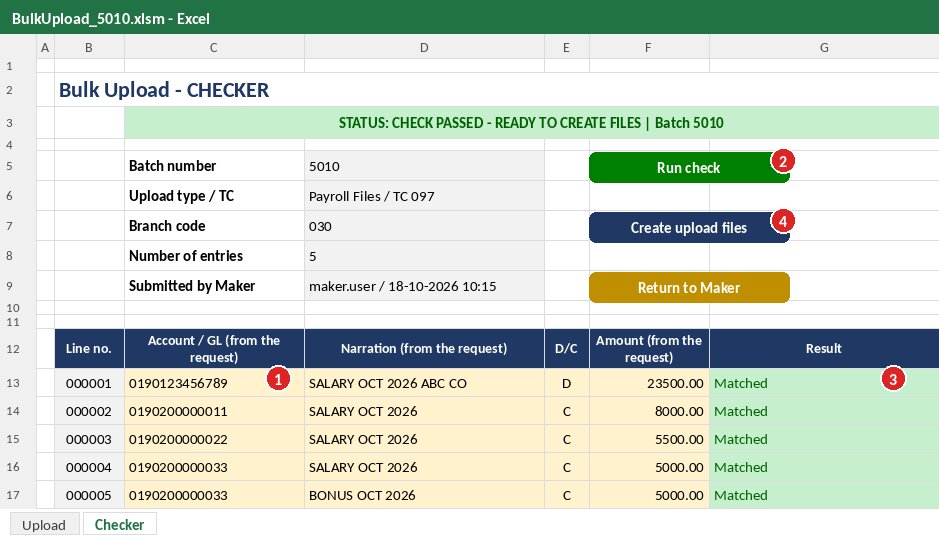 BulkUpload_5010.xlsm - Excel
A B C D E F G
1
2 Bulk Upload - CHECKER
3 STATUS: CHECK PASSED - READY TO CREATE FILES | Batch 5010
4
5 Batch number 5010 Run check 2
6 Upload type / TC Payroll Files / TC 097
7 Branch code 030 Create upload files 4
8 Number of entries 5
9 Submitted by Maker maker.user / 18-10-2026 10:15 Return to Maker
10
11
12 Line no. Account / GL (from the request) Narration (from the request) D/C Amount (from the request) Result
13 000001 0190123456789 1 SALARY OCT 2026 ABC CO D 23500.00 Matched 3
14 000002 0190200000011 SALARY OCT 2026 C 8000.00 Matched
15 000003 0190200000022 SALARY OCT 2026 C 5500.00 Matched
16 000004 0190200000033 SALARY OCT 2026 C 5000.00 Matched
17 000005 0190200000033 BONUS OCT 2026 C 5000.00 Matched
Upload Checker